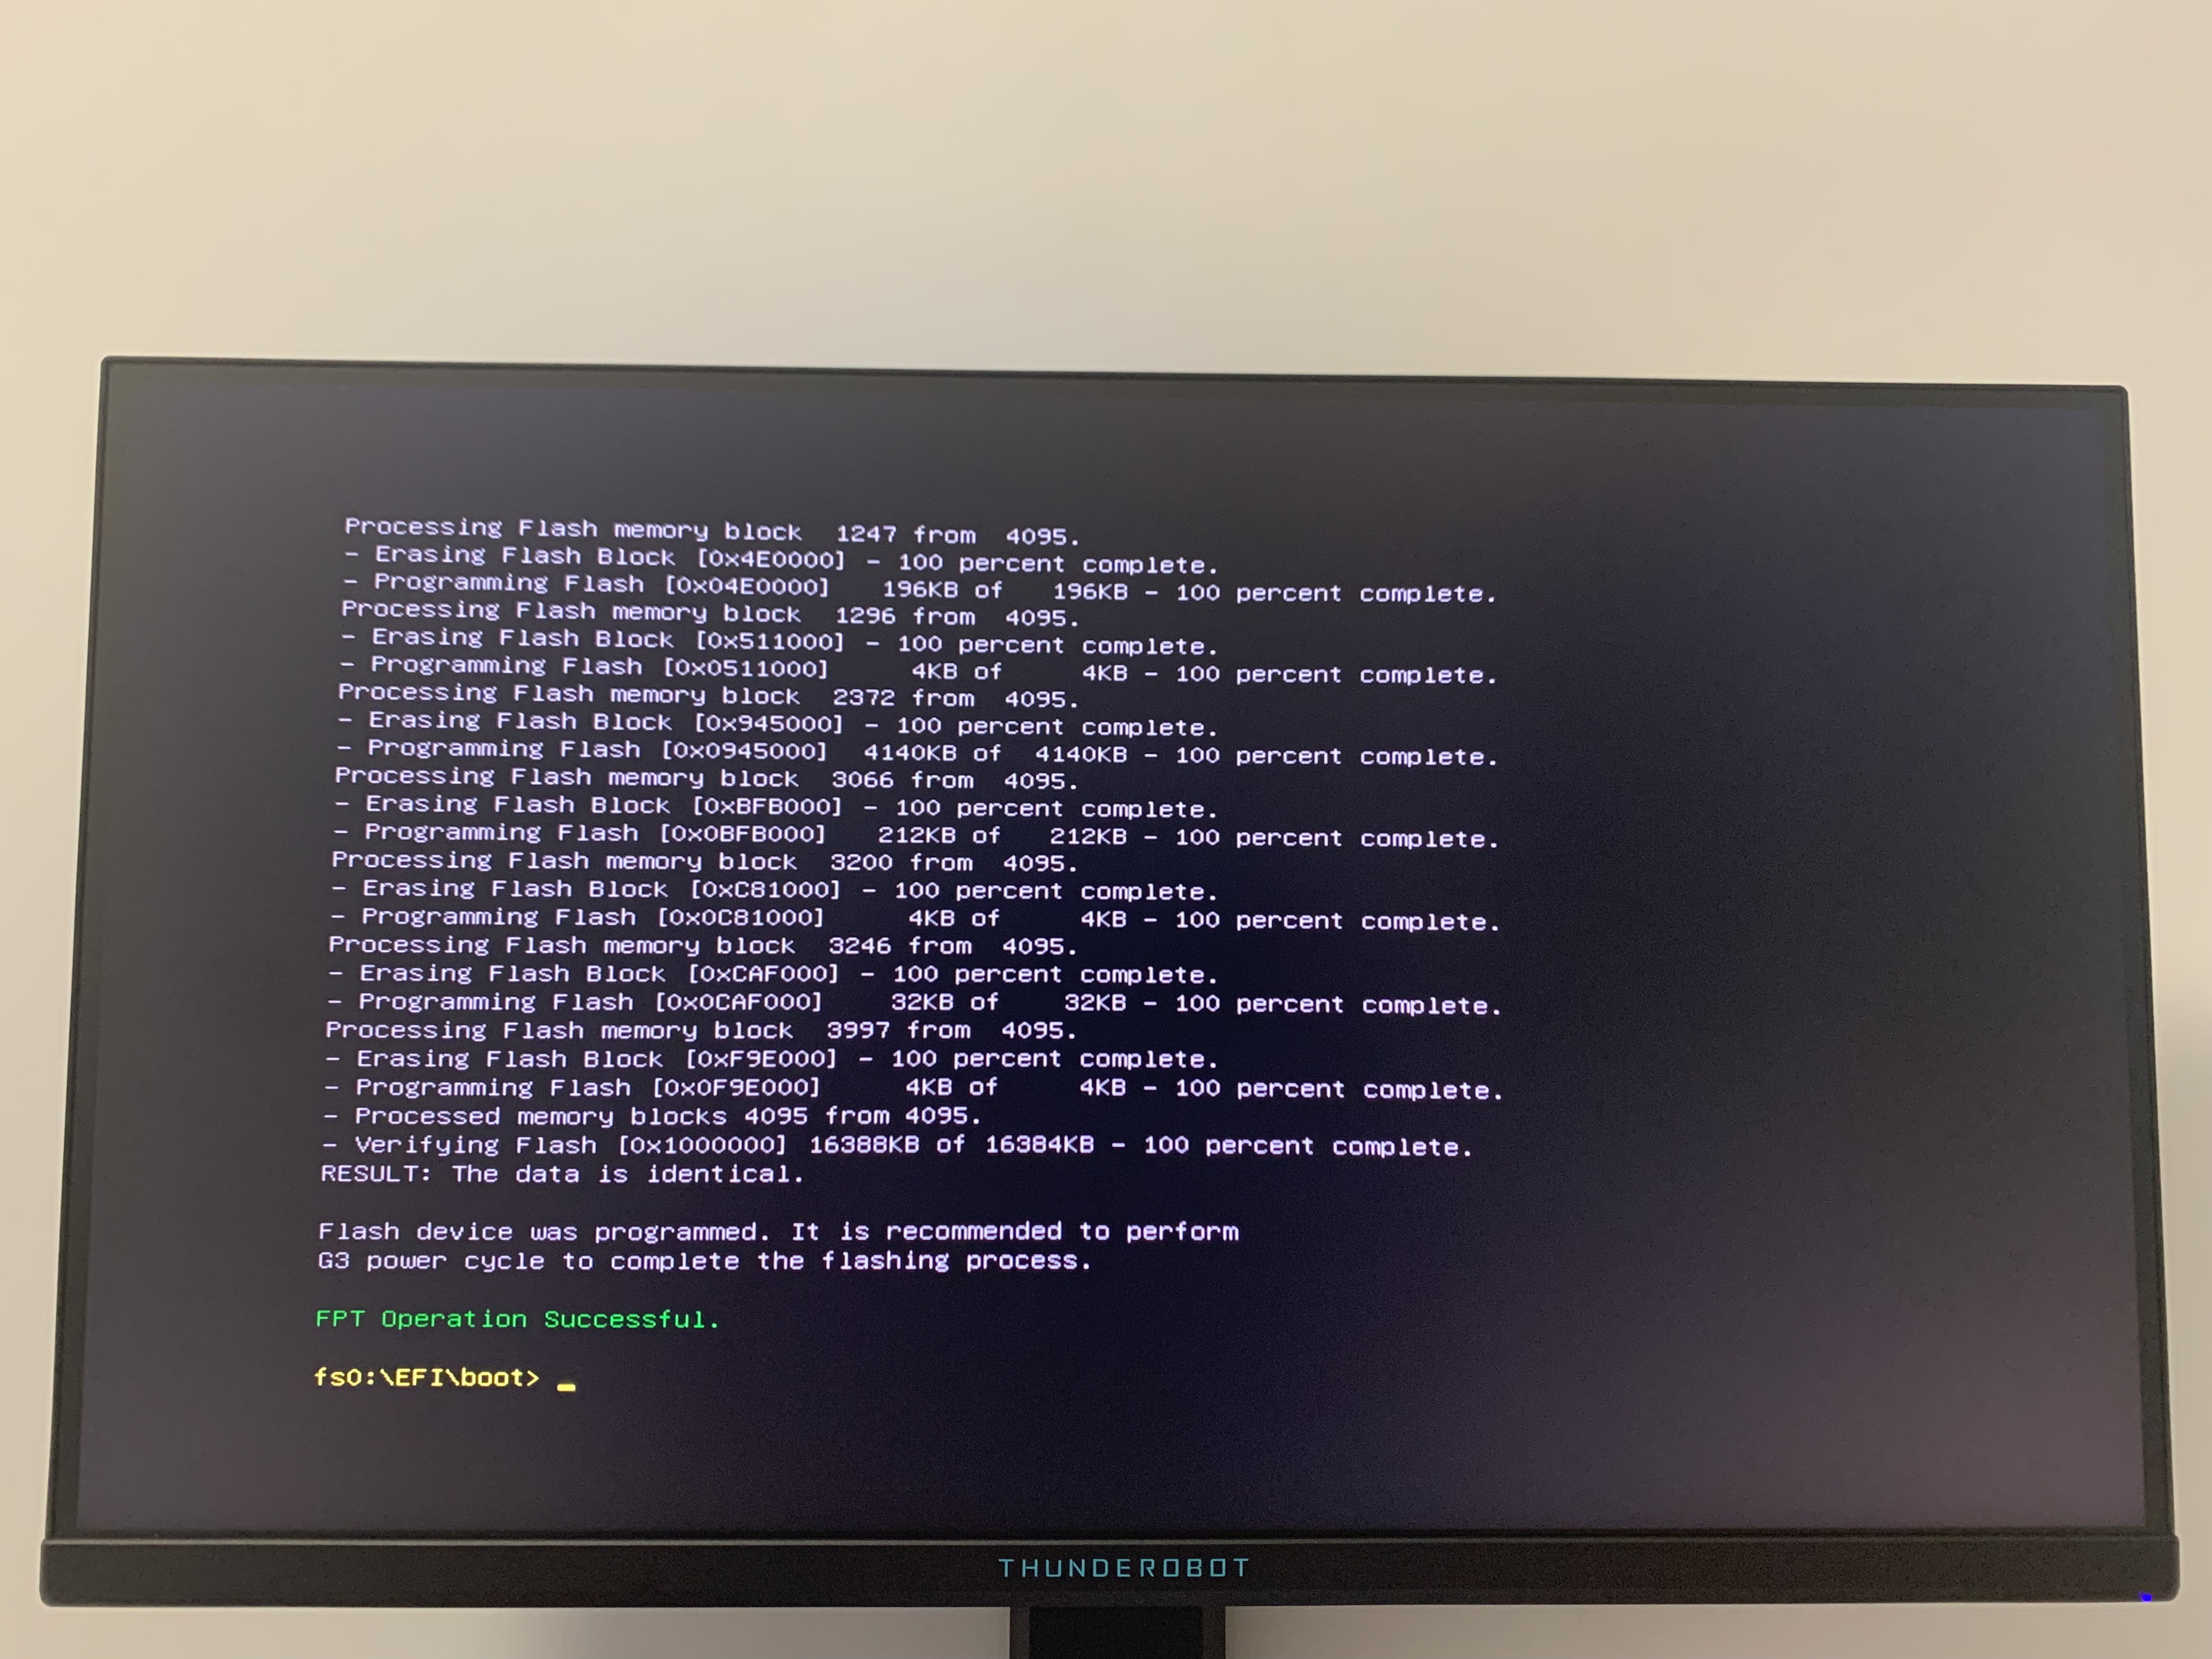 Processing Flash memory block  1247 from  4095.
- Erasing Flash Block [0x4E0000] - 100 percent complete.
- Programming Flash [0x04E0000]   196KB of   196KB - 100 percent complete.
Processing Flash memory block  1296 from  4095.
- Erasing Flash Block [0x511000] - 100 percent complete.
- Programming Flash [0x0511000]     4KB of     4KB - 100 percent complete.
Processing Flash memory block  2372 from  4095.
- Erasing Flash Block [0x945000] - 100 percent complete.
- Programming Flash [0x0945000]  4140KB of  4140KB - 100 percent complete.
Processing Flash memory block  3066 from  4095.
- Erasing Flash Block [0xBFB000] - 100 percent complete.
- Programming Flash [0x0BFB000]   212KB of   212KB - 100 percent complete.
Processing Flash memory block  3200 from  4095.
- Erasing Flash Block [0xC81000] - 100 percent complete.
- Programming Flash [0x0C81000]     4KB of     4KB - 100 percent complete.
Processing Flash memory block  3246 from  4095.
- Erasing Flash Block [0xCAF000] - 100 percent complete.
- Programming Flash [0x0CAF000]    32KB of    32KB - 100 percent complete.
Processing Flash memory block  3997 from  4095.
- Erasing Flash Block [0xF9E000] - 100 percent complete.
- Programming Flash [0x0F9E000]     4KB of     4KB - 100 percent complete.
- Processed memory blocks 4095 from 4095.
- Verifying Flash [0x1000000] 16388KB of 16384KB - 100 percent complete.
RESULT: The data is identical.
Flash device was programmed. It is recommended to perform
G3 power cycle to complete the flashing process.
FPT Operation Successful.
fs0:\EFI\boot> _
THUNDEROBOT